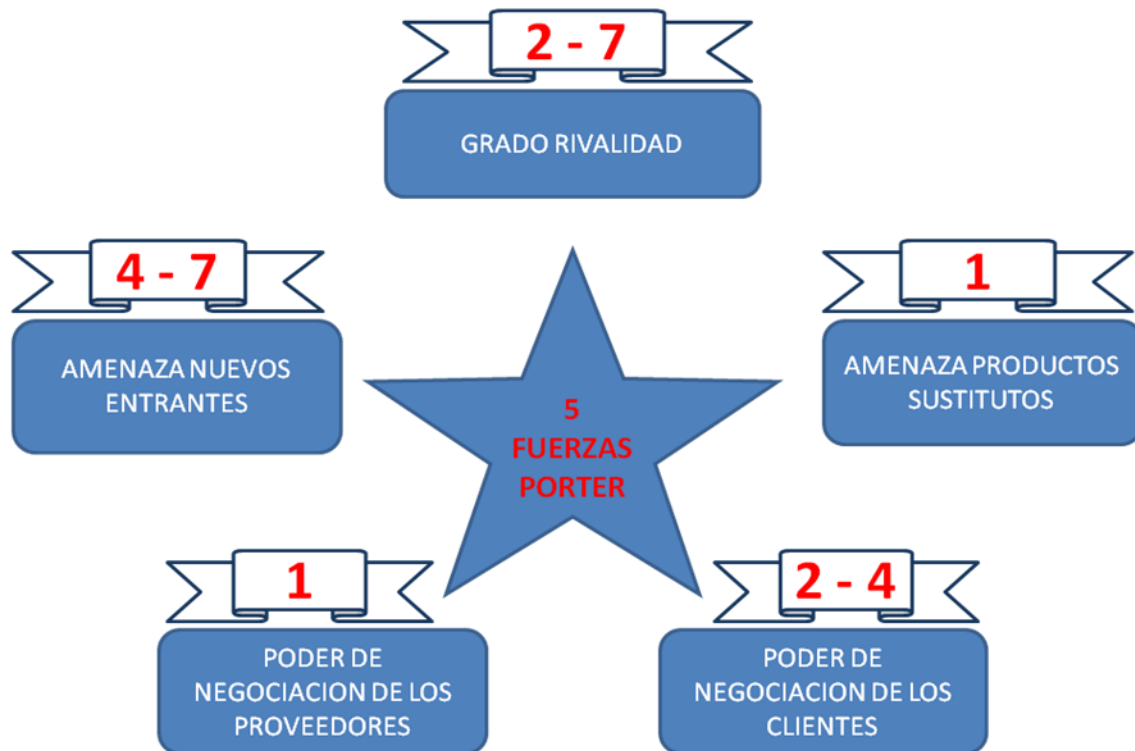 2 - 7
GRADO RIVALIDAD
4 - 7
AMENAZA NUEVOS
ENTRANTES
1
AMENAZA PRODUCTOS
SUSTITUTOS
5
FUERZAS
PORTER
1
PODER DE
NEGOCIACION DE LOS
PROVEEDORES
2 - 4
PODER DE
NEGOCIACION DE LOS
CLIENTES